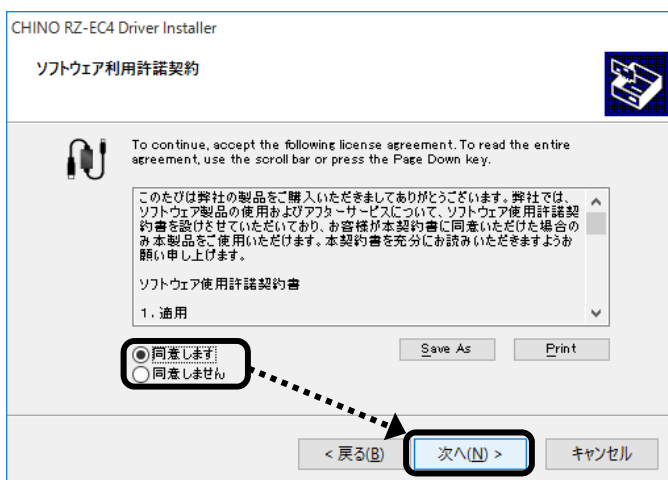 CHINO RZ-EC4 Driver Installer
ソフトウェア利用許諾契約
To continue, accept the following license agreement. To read the entire
agreement, use the scroll bar or press the Page Down key.
このたびは弊社の製品をご購入いただきましてありがとうございます。弊社では、
ソフトウェア製品の使用およびアフターサービスについて、ソフトウェア使用許諾契
約書を設けさせていただいており、お客様が本契約書に同意いただけた場合の
み本製品をご使用いただけます。本契約書を充分にお読みいただきますようお
願い申し上げます。
ソフトウェア使用許諾契約書
1. 適用
同意します
同意しません
Save As
Print
< 戻る(B)
次へ(N) >
キャンセル